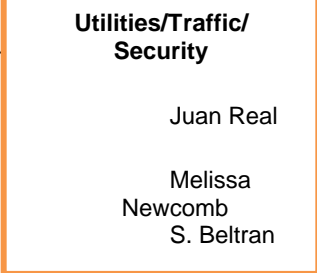 Utilities/Traffic/
Security
Juan Real
Melissa
Newcomb
S. Beltran